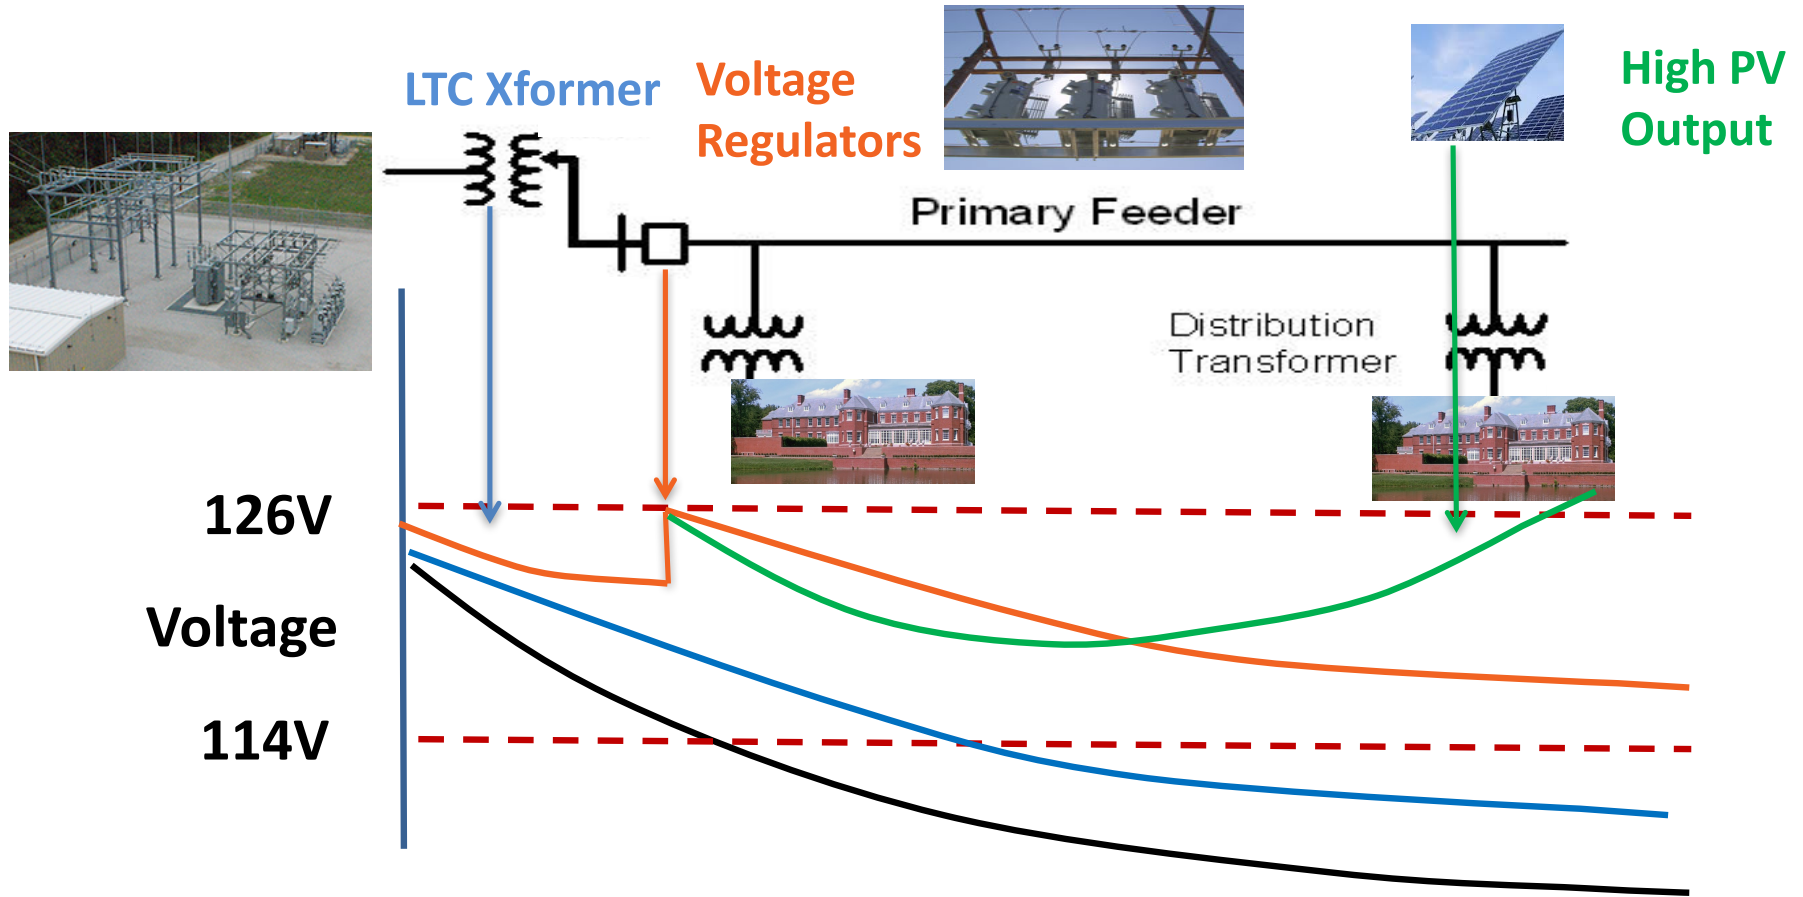 LTC Xformer
Voltage
Regulators
High PV
Output
Primary Feeder
Distribution
Transformer
126V
Voltage
114V